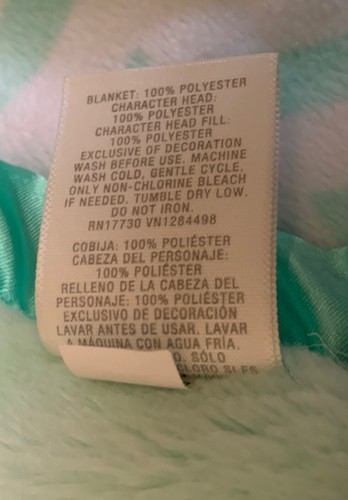 BLANKET: 100% POLYESTER
CHARACTER HEAD:
100% POLYESTER
CHARACTER HEAD FILL:
100% POLYESTER
EXCLUSIVE OF DECORATION
WASH BEFORE USE. MACHINE
WASH COLD, GENTLE CYCLE.
ONLY NON-CHLORINE BLEACH
IF NEEDED. TUMBLE DRY LOW.
DO NOT IRON.
RN17730 VN1284498
COBIJA: 100% POLIÉSTER
CABEZA DEL PERSONAJE:
100% POLIÉSTER
RELLENO DE LA CABEZA DEL
PERSONAJE: 100% POLIÉSTER
EXCLUSIVO DE DECORACIÓN
LAVAR ANTES DE USAR. LAVAR
A MÁQUINA CON AGUA FRÍA.
SÓLO
CLORO SI ES